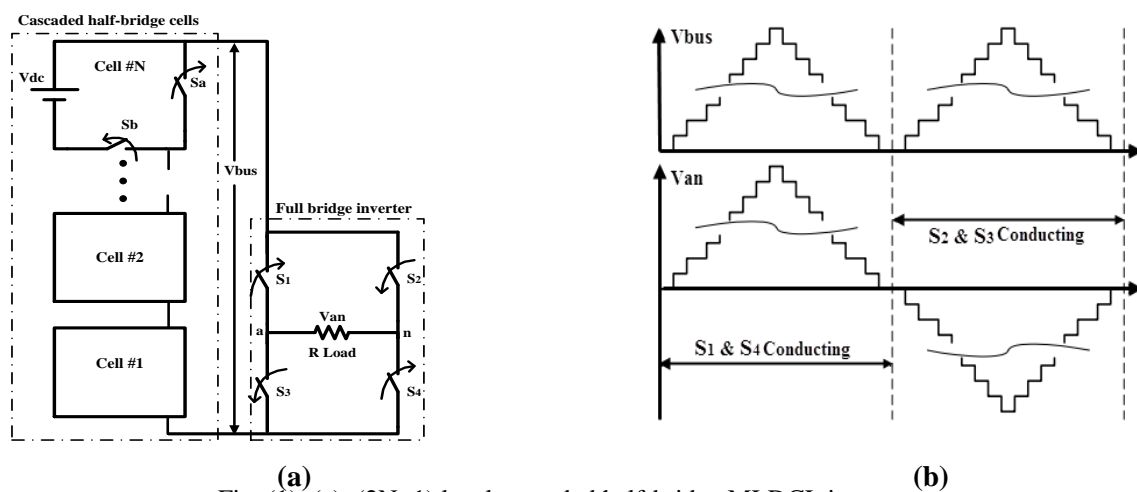 Cascaded half-bridge cells
Cell #N
Vdc
Sa
Sb
Vbus
Cell #2
Cell #1
Full bridge inverter
S1
S2
Van
a
n
R Load
S3
S4
(a)
Vbus
Van
S2 & S3 Conducting
S1 & S4 Conducting
(b)